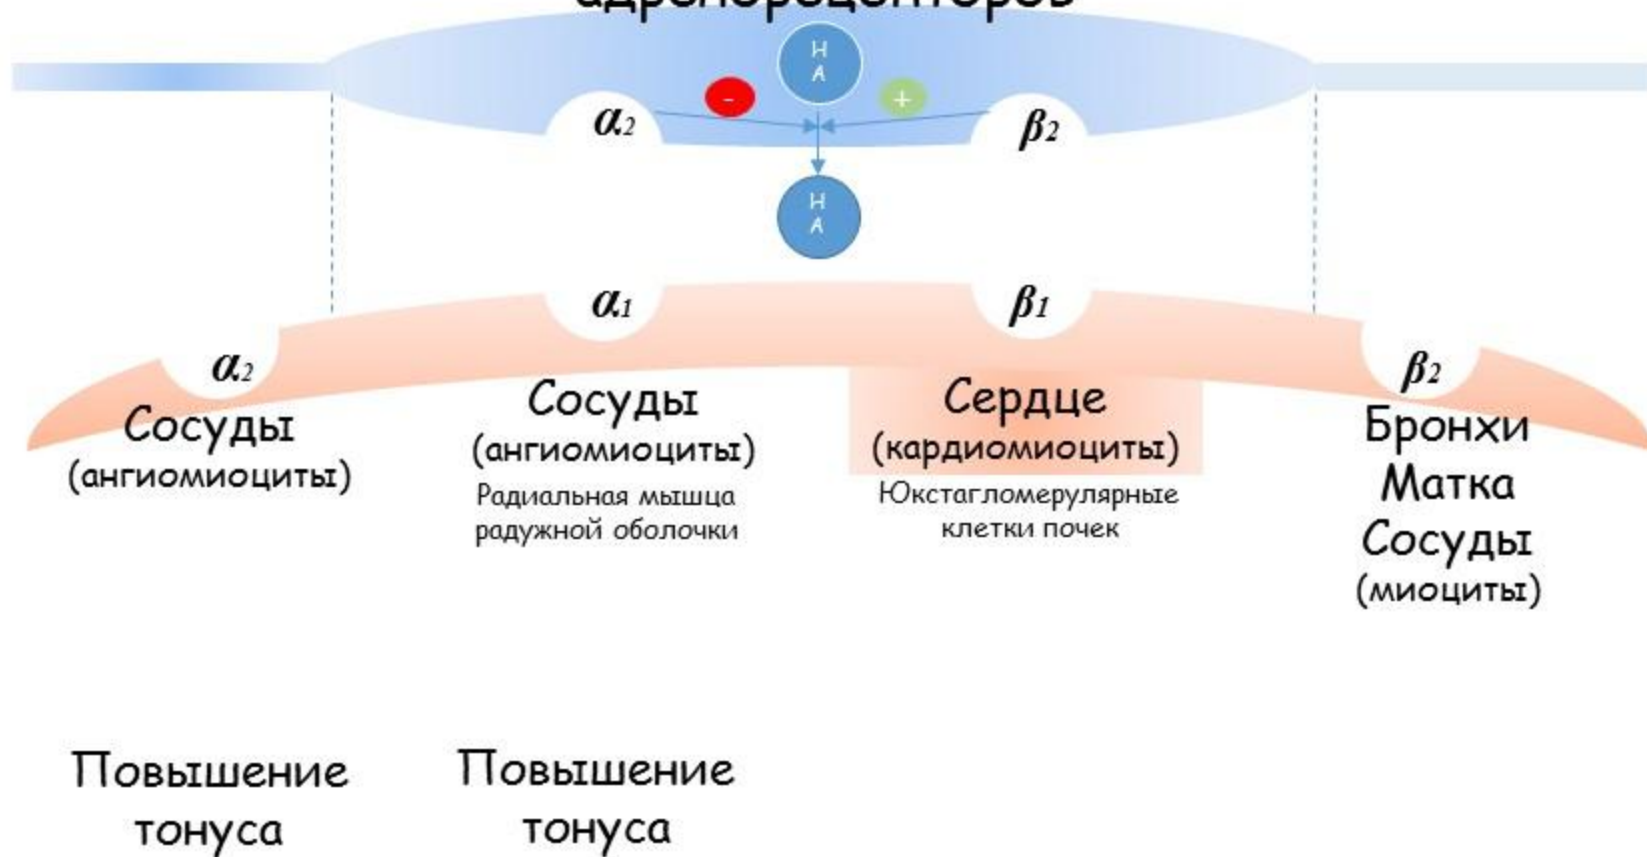 адренорецепторов
Н
А
-
+
α2
β2
Н
А
α1
β1
α2
β2
Сосуды
(ангиомиоциты)
Сосуды
(ангиомиоциты)
Радиальная мышца
радужной оболочки
Сердце
(кардиомиоциты)
Юкстагломерулярные
клетки почек
Бронхи
Матка
Сосуды
(миоциты)
Повышение
тонуса
Повышение
тонуса